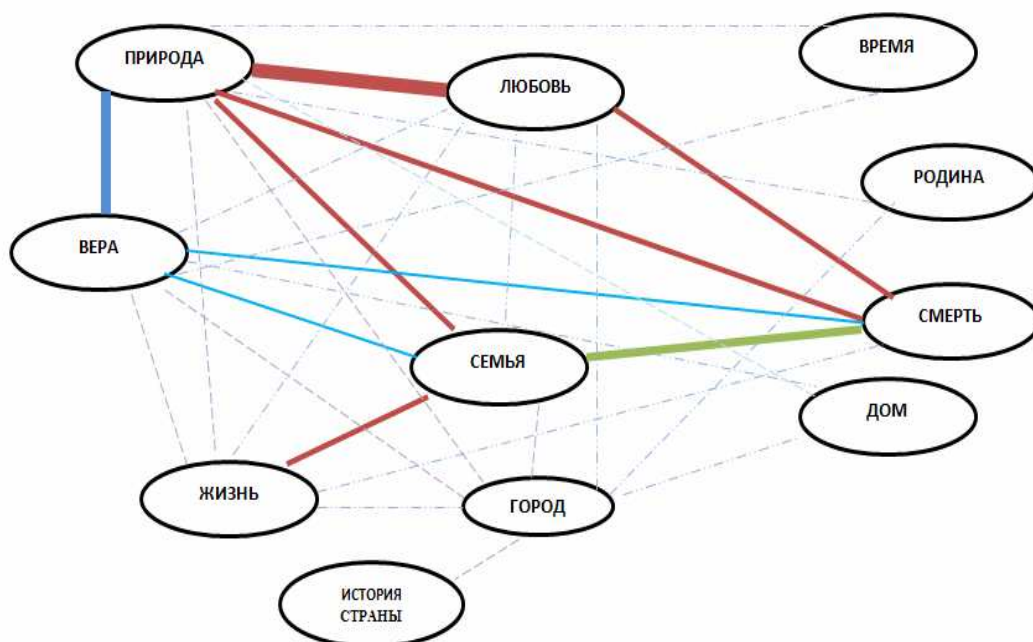 ПРИРОДА
ВРЕМЯ
ЛЮБОВЬ
РОДИНА
ВЕРА
СМЕРТЬ
СЕМЬЯ
ДОМ
ЖИЗНЬ
ГОРОД
ИСТОРИЯ
СТРАНЫ